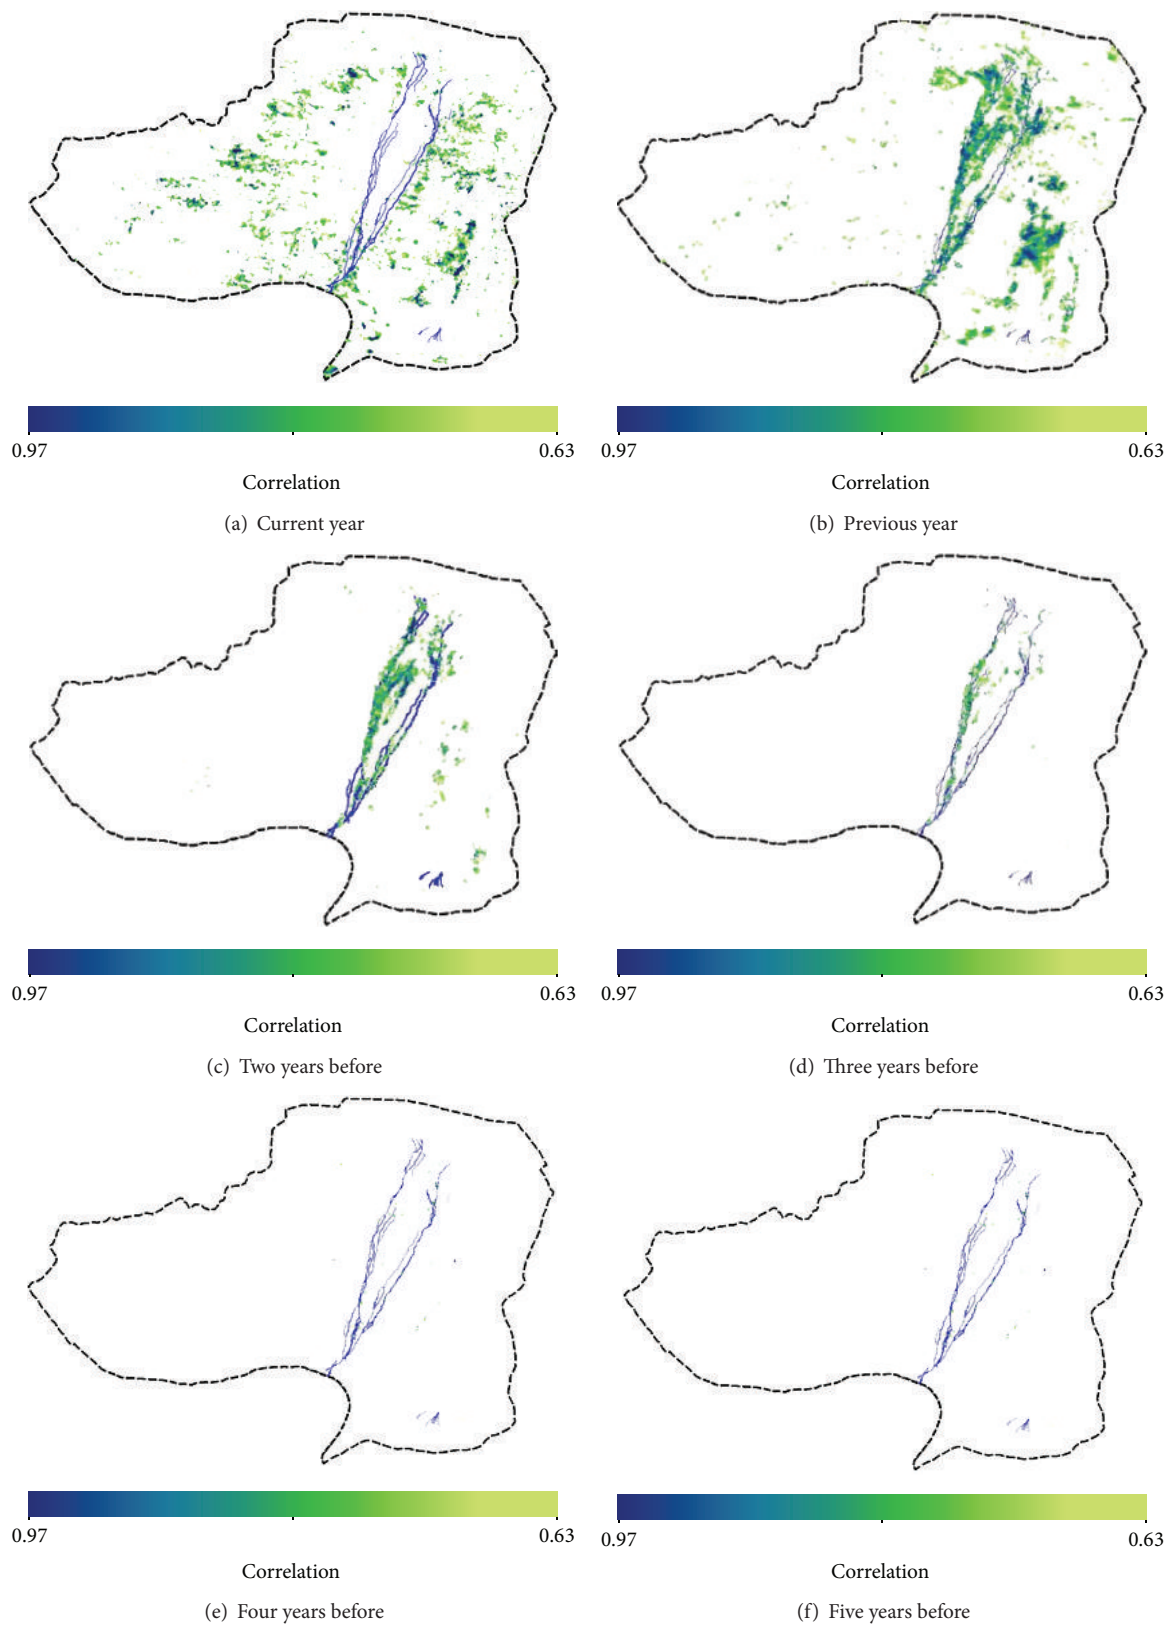 0.97 0.63 0.97 0.63
Correlation Correlation
(a) Current year (b) Previous year
0.97 0.63 0.97 0.63
Correlation Correlation
(c) Two years before (d) Three years before
0.97 0.63 0.97 0.63
Correlation Correlation
(e) Four years before (f) Five years before